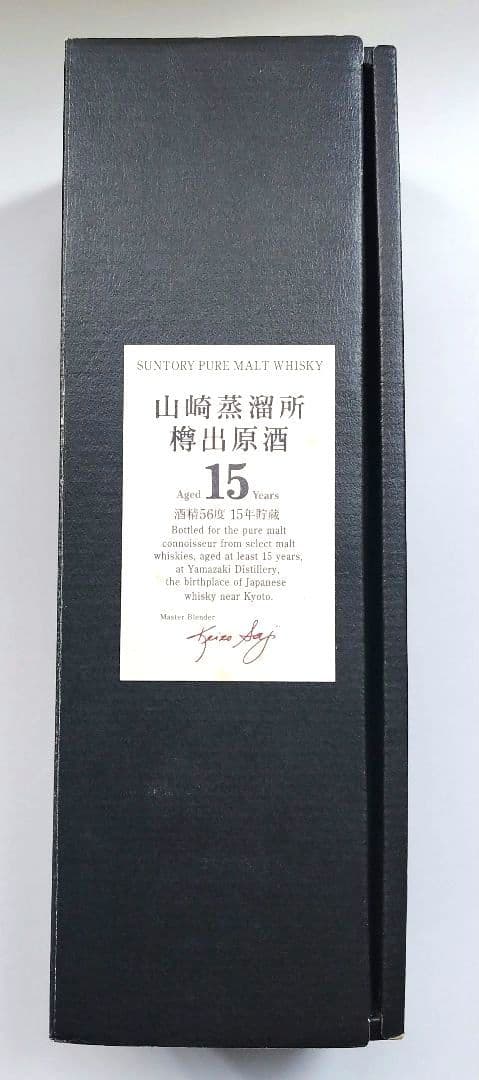 SUNTORY PURE MALT WHISKY
山崎蒸溜所
樽出原酒
Aged 15 Years
酒精56度 15年貯蔵
Bottled for the pure malt
connoisseur from select malt
whiskies, aged at least 15 years,
at Yamazaki Distillery,
the birthplace of Japanese
whisky near Kyoto.
Master Blender
Keizo Saji